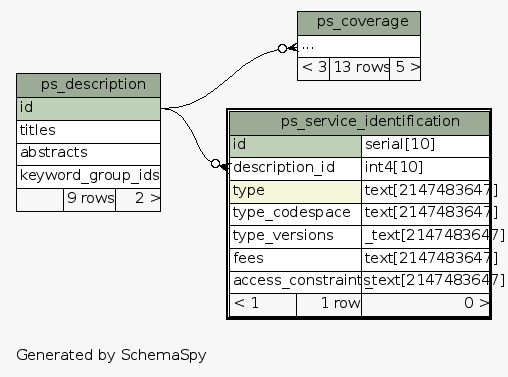 ps_coverage
...
< 3 13 rows 5 >
ps_description
id
titles
abstracts
keyword_group_ids
9 rows 2 >
ps_service_identification
id serial[10]
description_id int4[10]
type text[2147483647]
type_codespace text[2147483647]
type_versions _text[2147483647]
fees text[2147483647]
access_constraints _text[2147483647]
< 1 1 row 0 >
Generated by SchemaSpy